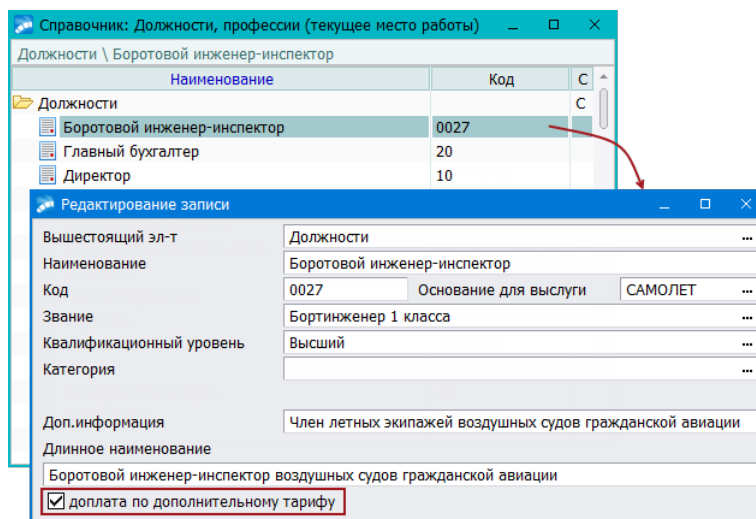 Справочник: Должности, профессии (текущее место работы)
Должности \ Боротовой инженер-инспектор
Наименование Код С
Должности С
Боротовой инженер-инспектор 0027
Главный бухгалтер 20
Директор 10
Редактирование записи
Вышестоящий эл-т Должности ...
Наименование Боротовой инженер-инспектор
Код 0027 Основание для выслуги САМОЛЕТ ...
Звание Бортинженер 1 класса ...
Квалификационный уровень Высший ...
Категория ...
Доп.информация Член летных экипажей воздушных судов гражданской авиации
Длинное наименование
Боротовой инженер-инспектор воздушных судов гражданской авиации
доплата по дополнительному тарифу